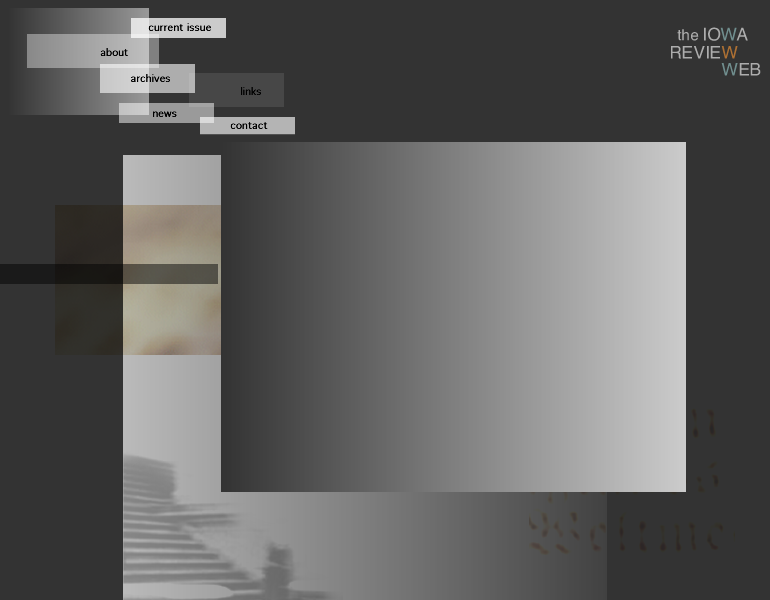 current issue
about
archives
links
news
contact
the IOWA
REVIEW
WEB